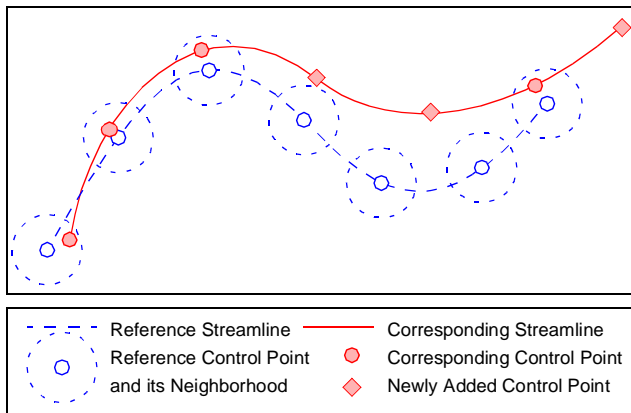 Reference Streamline
Corresponding Streamline
Reference Control Point
and its Neighborhood
Corresponding Control Point
Newly Added Control Point